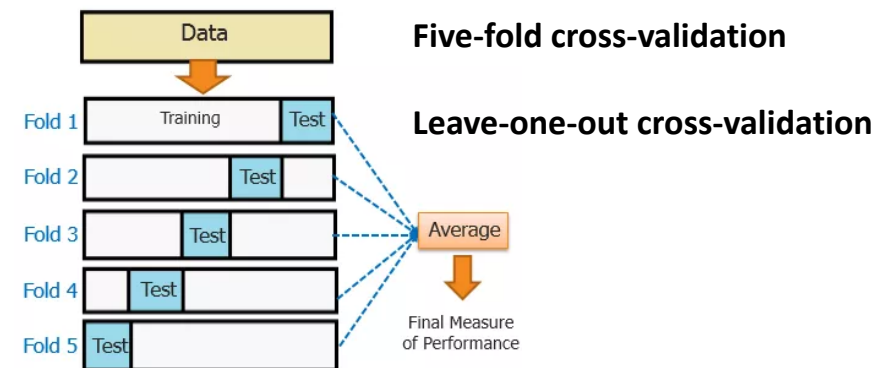 Data
Five-fold cross-validation
Fold 1
Training
Test
Leave-one-out cross-validation
Fold 2
Test
Fold 3
Test
Average
Fold 4
Test
Final Measure
of Performance
Fold 5
Test